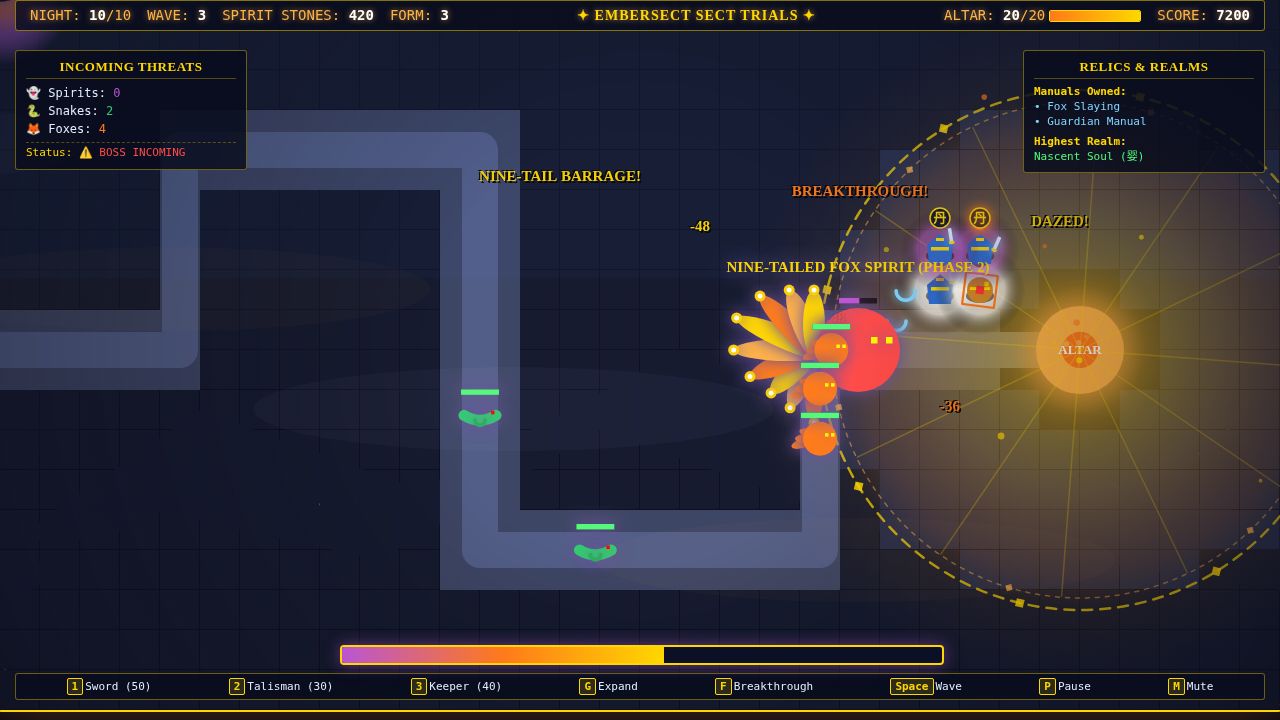 NIGHT: 10/10 WAVE: 3 SPIRIT STONES: 420 FORM: 3
✦ EMBERSECT SECT TRIALS ✦
ALTAR: 20/20 SCORE: 7200
INCOMING THREATS
👻 Spirits: 0
🐍 Snakes: 2
🦊 Foxes: 4
Status: ⚠️ BOSS INCOMING
RELICS & REALMS
Manuals Owned:
• Fox Slaying
• Guardian Manual
Highest Realm:
Nascent Soul (婴)
NINE-TAIL BARRAGE!
BREAKTHROUGH!
-48
丹 丹
DAZED!
NINE-TAILED FOX SPIRIT (PHASE 2)
ALTAR
-36
1 Sword (50) 2 Talisman (30) 3 Keeper (40) G Expand F Breakthrough Space Wave P Pause M Mute